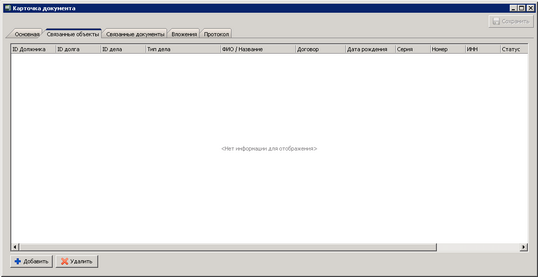 Карточка документа
Сохранить
Основная Связанные объекты Связанные документы Вложения Протокол
ID Должника ID долга ID дела Тип дела ФИО / Название Договор Дата рождения Серия Номер ИНН Статус
<Нет информации для отображения>
Добавить Удалить